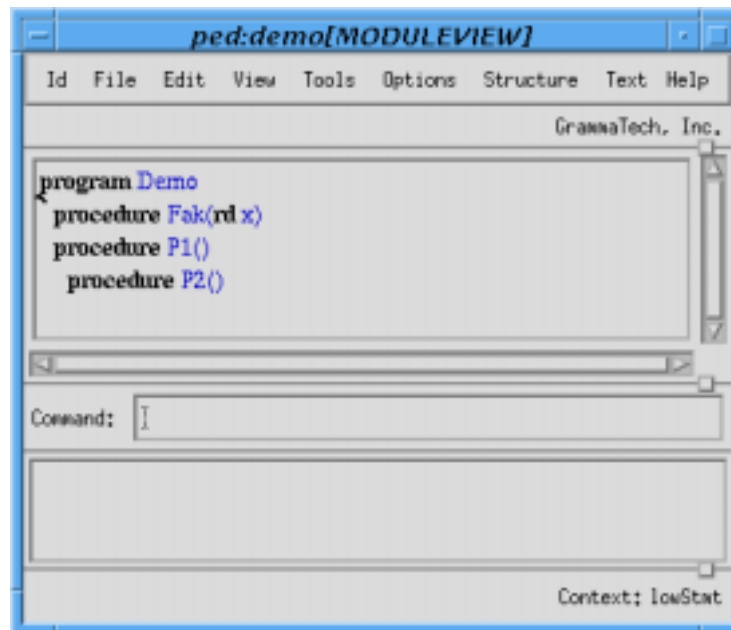 ped:demo[MODULEVIEW]
Id File Edit View Tools Options Structure Text Help
GrammaTech, Inc.
program Demo
procedure Fak(rd x)
procedure P1()
procedure P2()
Command:
Context: lowStmt